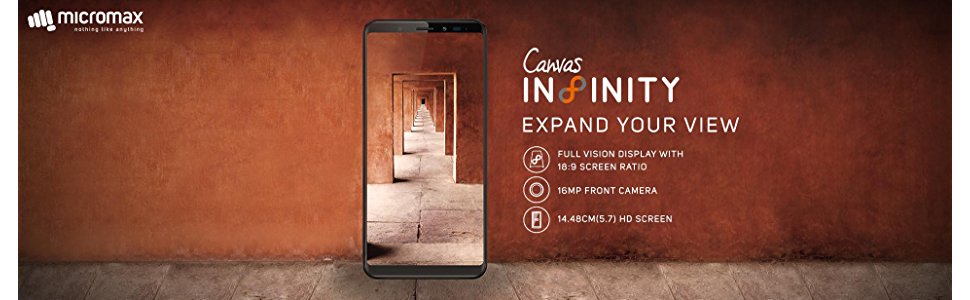 micromax
nothing like anything
Canvas
INFINITY
EXPAND YOUR VIEW
FULL VISION DISPLAY WITH
18:9 SCREEN RATIO
16MP FRONT CAMERA
14.48CM(5.7) HD SCREEN